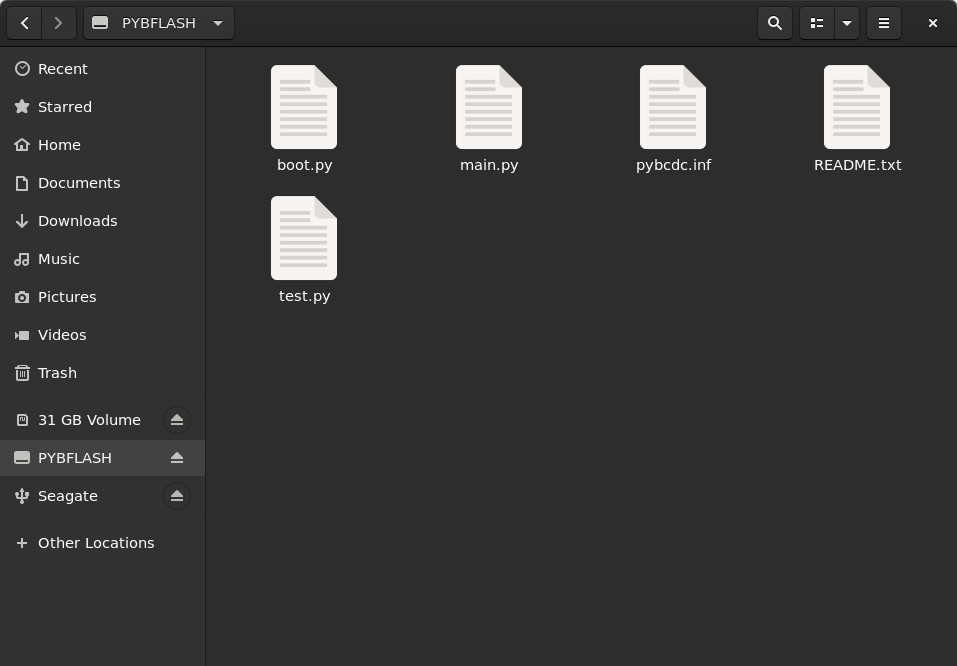 PYBFLASH
Recent
Starred
Home
Documents
Downloads
Music
Pictures
Videos
Trash
31 GB Volume
PYBFLASH
Seagate
Other Locations
boot.py
main.py
pybcdc.inf
README.txt
test.py